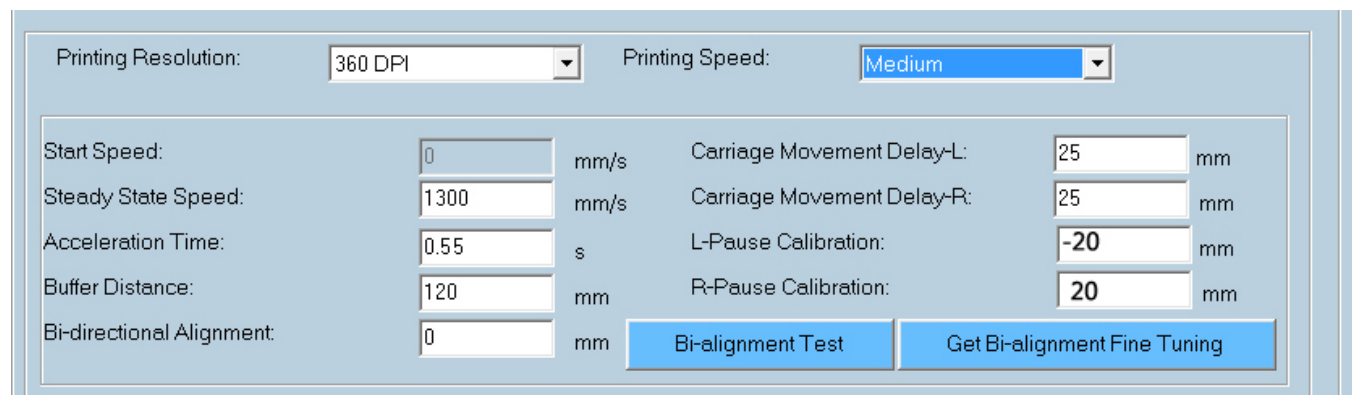 Printing Resolution: 360 DPI Printing Speed: Medium
Start Speed: 0 mm/s Carriage Movement Delay-L: 25 mm
Steady State Speed: 1300 mm/s Carriage Movement Delay-R: 25 mm
Acceleration Time: 0.55 s L-Pause Calibration: -20 mm
Buffer Distance: 120 mm R-Pause Calibration: 20 mm
Bi-directional Alignment: 0 mm Bi-alignment Test Get Bi-alignment Fine Tuning